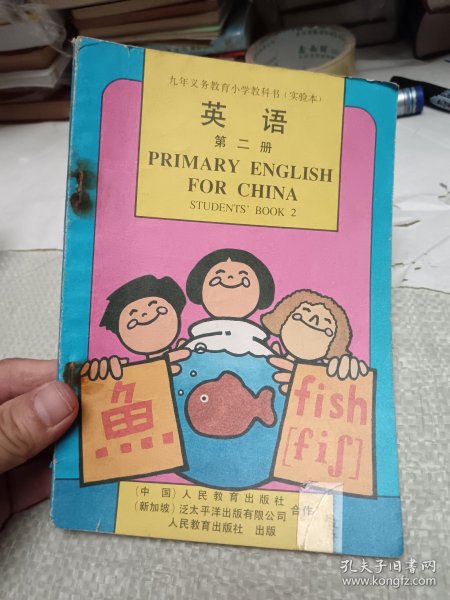 九年义务教育小学教科书(实验本)
英语
第二册
PRIMARY ENGLISH
FOR CHINA
STUDENTS' BOOK 2
魚
fish
[fiʃ]
(中国)人民教育出版社
(新加坡)泛太平洋出版有限公司 合作
人民教育出版社 出版
孔夫子旧书网
www.kongfz.com